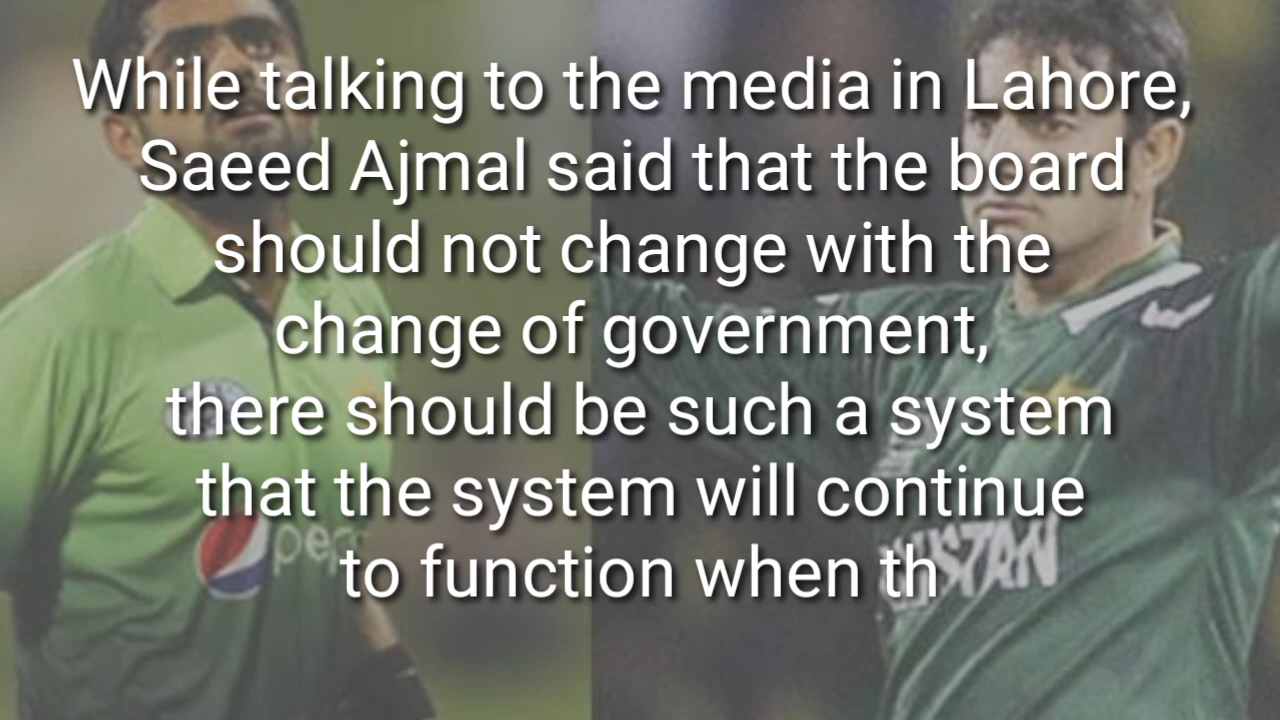 While talking to the media in Lahore,
Saeed Ajmal said that the board
should not change with the
change of government,
there should be such a system
that the system will continue
to function when th
pepsi